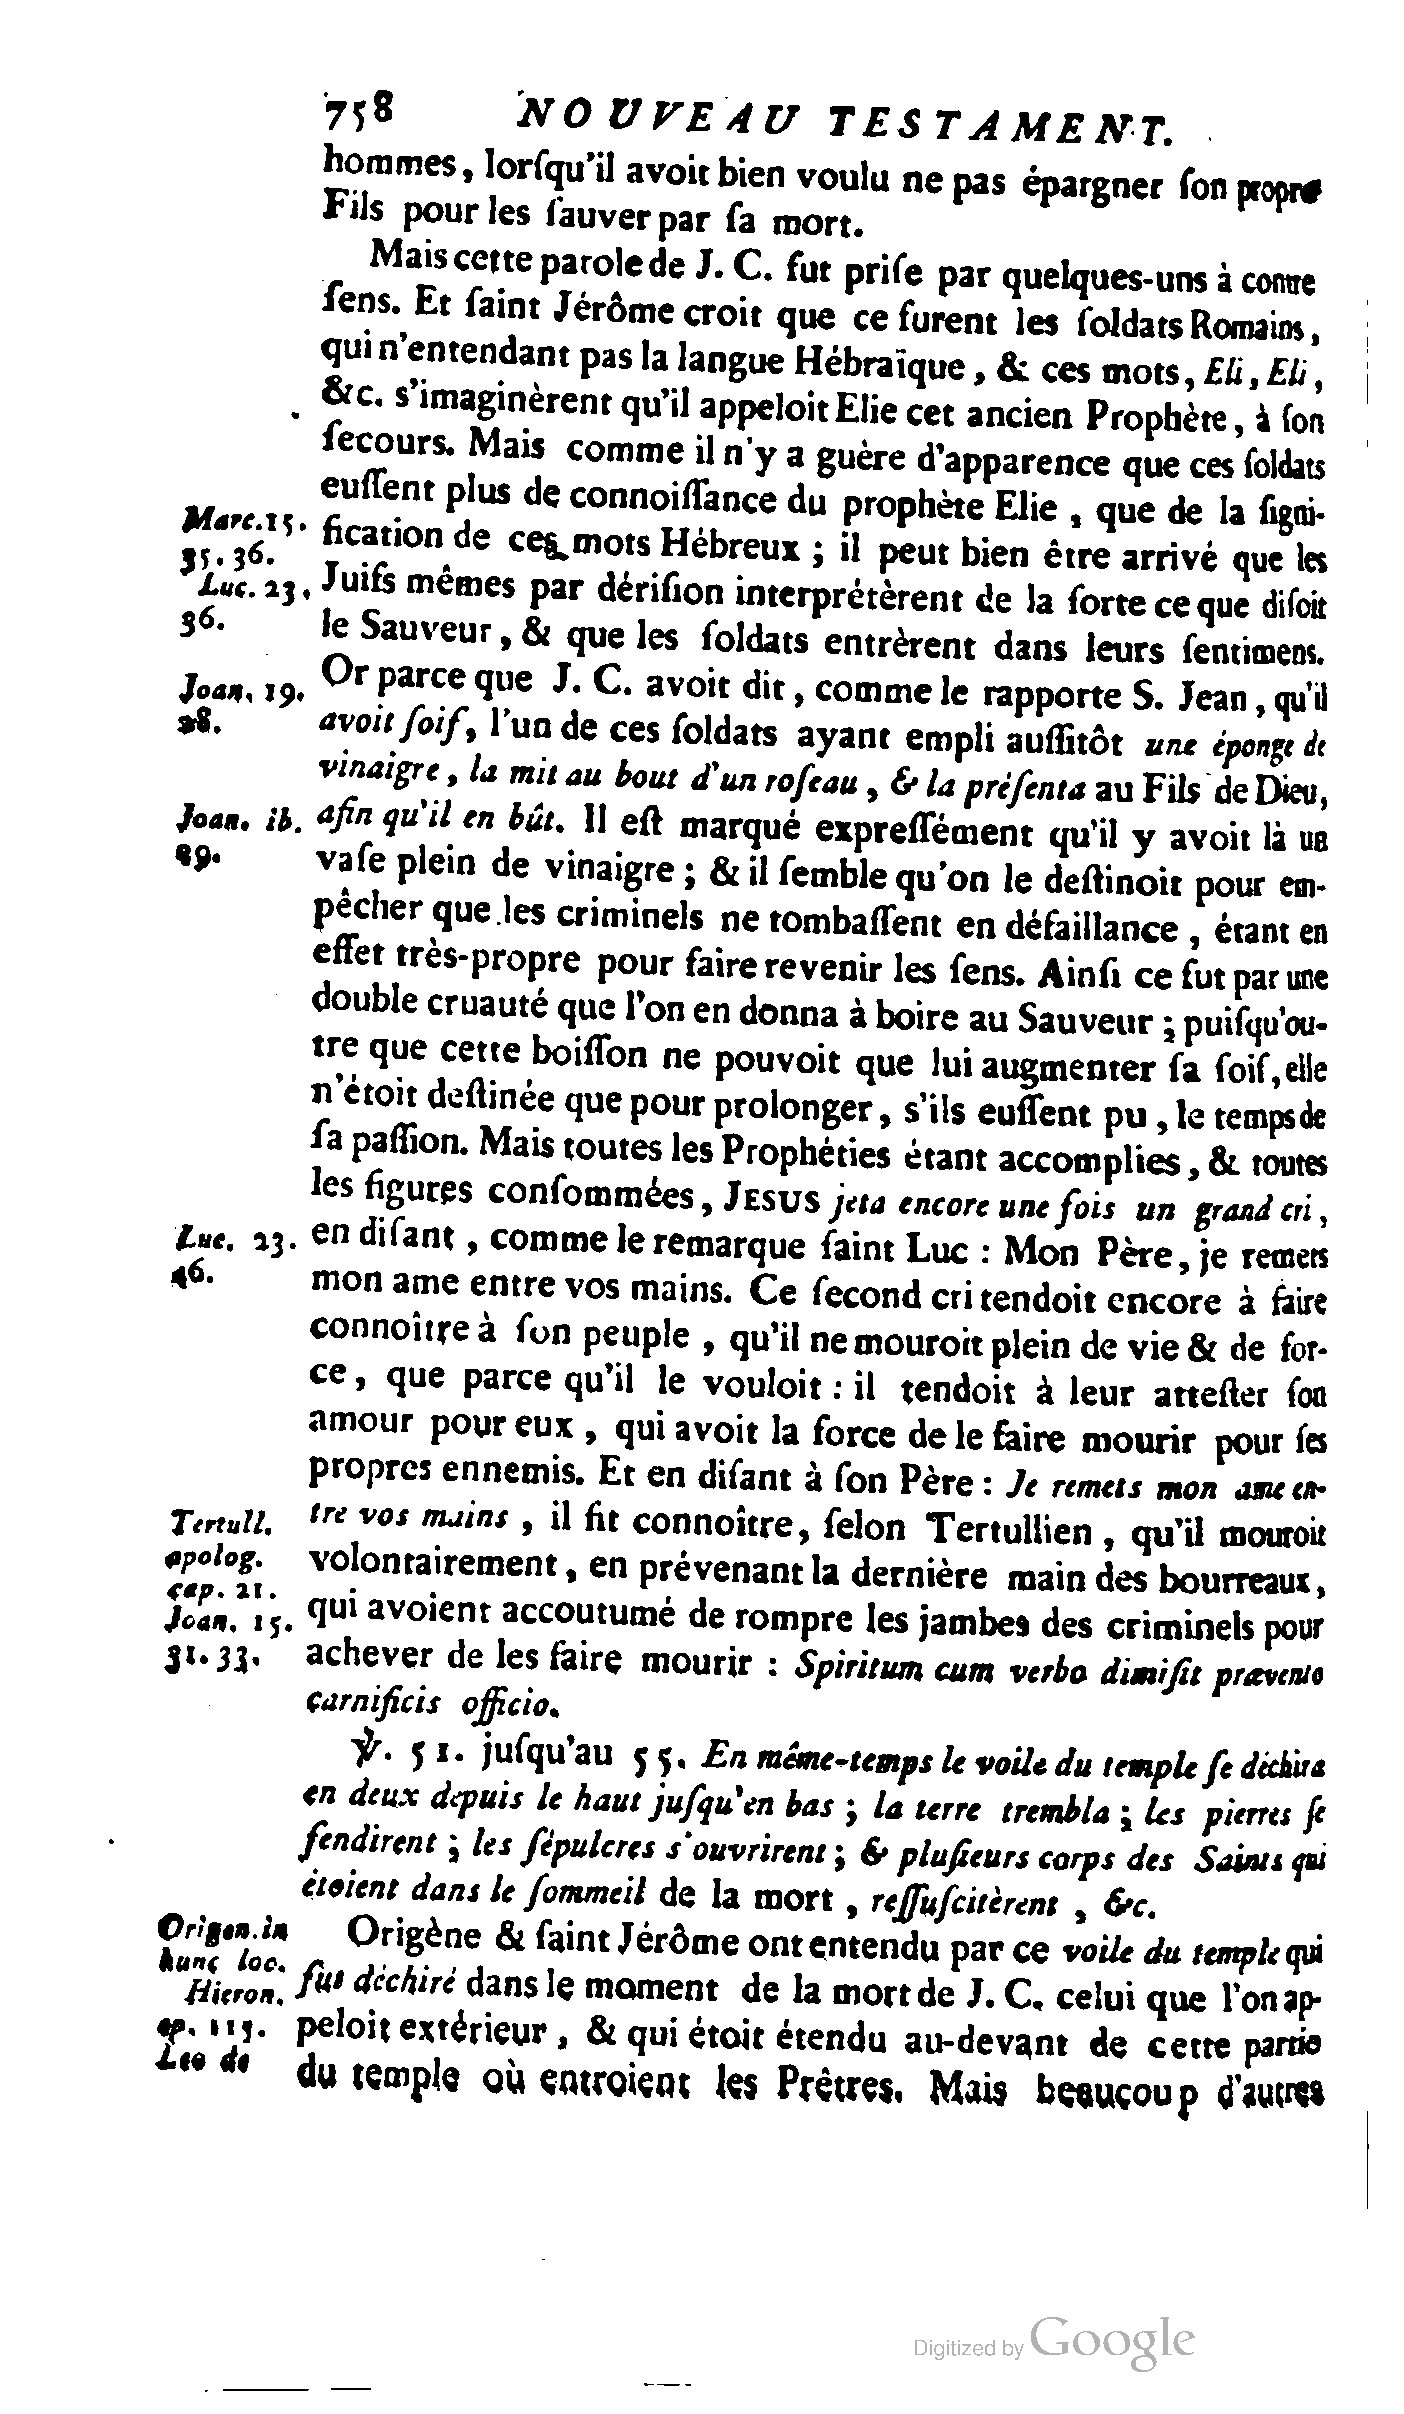 758 NOUVEAU TESTAMENT.
hommes, lorſqu'il avoit bien voulu ne pas épargner ſon propre
Fils pour les ſauver par ſa mort.
Mais cette parole de J. C. fut priſe par quelques-uns à contre
ſens. Et ſaint Jérôme croit que ce furent les ſoldats Romains,
qui n'entendant pas la langue Hébraïque, & ces mots, Eli, Eli,
&c. s'imaginèrent qu'il appeloit Elie cet ancien Prophète, à ſon
ſecours. Mais comme il n'y a guère d'apparence que ces ſoldats
euſſent plus de connoiſſance du prophète Elie, que de la ſigni-
Marc. 15. fication de ces mots Hébreux ; il peut bien être arrivé que les
35. 36.
Luc. 23, Juifs mêmes par dériſion interprétèrent de la ſorte ce que diſoit
36. le Sauveur, & que les ſoldats entrèrent dans leurs ſentimens.
Joan. 19. Or parce que J. C. avoit dit, comme le rapporte S. Jean, qu'il
28. avoit ſoif, l'un de ces ſoldats ayant empli auſſitôt une éponge de
vinaigre, la mit au bout d'un roſeau, & la préſenta au Fils de Dieu,
Joan. ib. afin qu'il en bût. Il eſt marqué expreſſément qu'il y avoit là un
29. vaſe plein de vinaigre ; & il ſemble qu'on le deſtinoit pour em-
pêcher que les criminels ne tombaſſent en défaillance, étant en
effet très-propre pour faire revenir les ſens. Ainſi ce fut par une
double cruauté que l'on en donna à boire au Sauveur ; puiſqu'ou-
tre que cette boiſſon ne pouvoit que lui augmenter ſa ſoif, elle
n'étoit deſtinée que pour prolonger, s'ils euſſent pu, le temps de
ſa paſſion. Mais toutes les Prophéties étant accomplies, & toutes
les figures conſommées, JESUS jeta encore une fois un grand cri,
Luc. 23. en diſant, comme le remarque ſaint Luc : Mon Père, je remets
46. mon ame entre vos mains. Ce ſecond cri tendoit encore à faire
connoître à ſon peuple, qu'il ne mouroit plein de vie & de for-
ce, que parce qu'il le vouloit : il tendoit à leur atteſter ſon
amour pour eux, qui avoit la force de le faire mourir pour ſes
propres ennemis. Et en diſant à ſon Père : Je remets mon ame en-
Tertull. tre vos mains, il fit connoître, ſelon Tertullien, qu'il mouroit
apolog. volontairement, en prévenant la dernière main des bourreaux,
cap. 21.
Joan. 15. qui avoient accoutumé de rompre les jambes des criminels pour
31. 33. achever de les faire mourir : Spiritum cum verbo dimiſit prævento
carnificis officio.
℣. 51. juſqu'au 55. En même-temps le voile du temple ſe déchira
en deux depuis le haut juſqu'en bas ; la terre trembla ; les pierres ſe
fendirent ; les ſépulcres s'ouvrirent ; & pluſieurs corps des Saints qui
étoient dans le ſommeil de la mort, reſſuſcitèrent, &c.
Origen. in Origène & ſaint Jérôme ont entendu par ce voile du temple qui
hunc loc.
Hieron. fut déchiré dans le moment de la mort de J. C. celui que l'on ap-
ep. 115. peloit extérieur, & qui étoit étendu au-devant de cette partie
Leo de du temple où entroient les Prêtres. Mais beaucoup d'autres
Digitized by Google